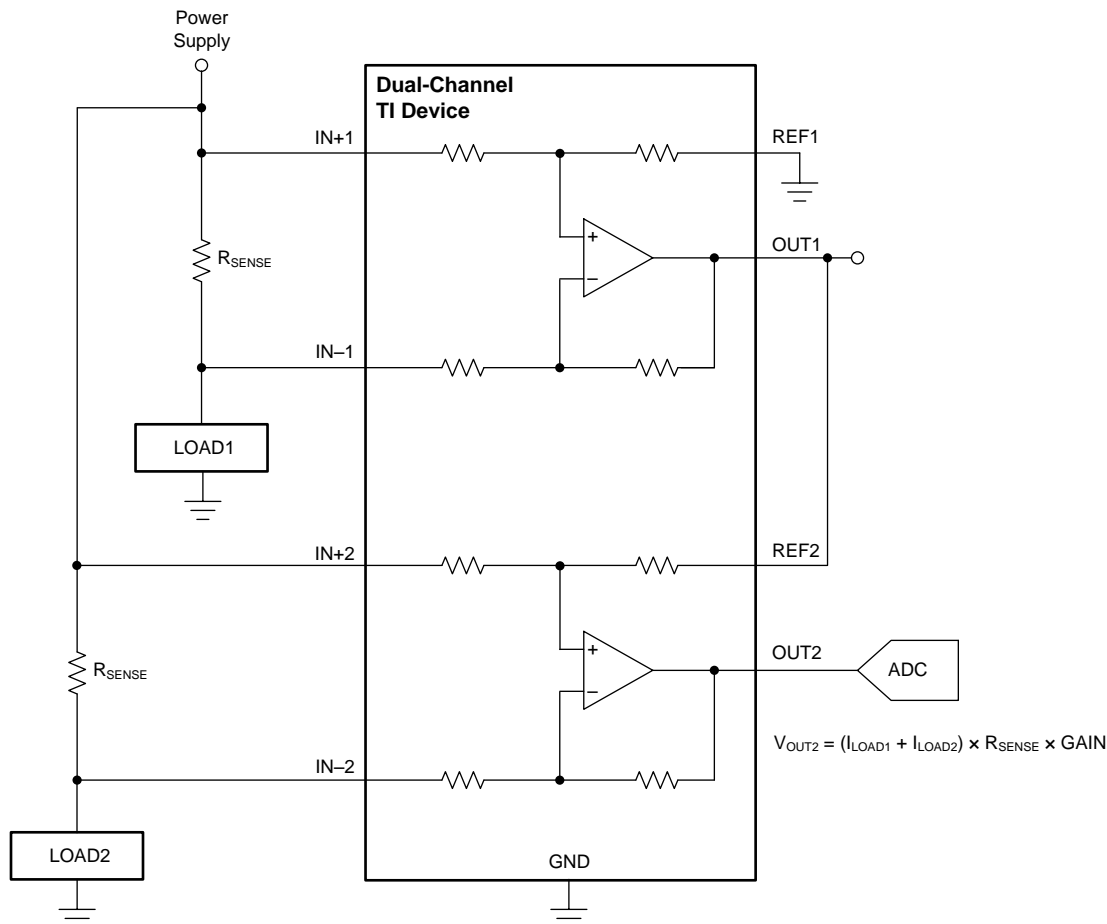 Power
Supply
Dual-Channel
TI Device
IN+1
REF1
RSENSE
OUT1
IN–1
LOAD1
IN+2
REF2
RSENSE
OUT2
ADC
VOUT2 = (ILOAD1 + ILOAD2) × RSENSE × GAIN
IN–2
LOAD2
GND